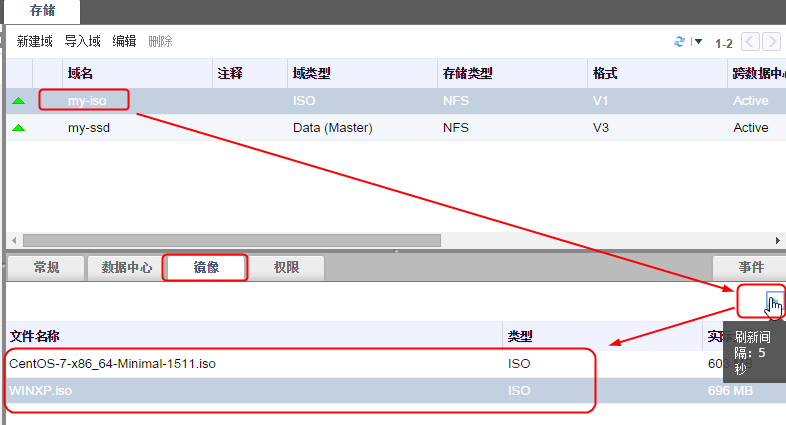 存储
新建域 导入域 编辑 删除 1-2
域名 注释 域类型 存储类型 格式 跨数据中心
my-iso ISO NFS V1 Active
my-ssd Data (Master) NFS V3 Active
常规 数据中心 镜像 权限 事件
文件名称 类型 实际
CentOS-7-x86_64-Minimal-1511.iso ISO 603
WINXP.iso ISO 696 MB
刷新间
隔: 5
秒